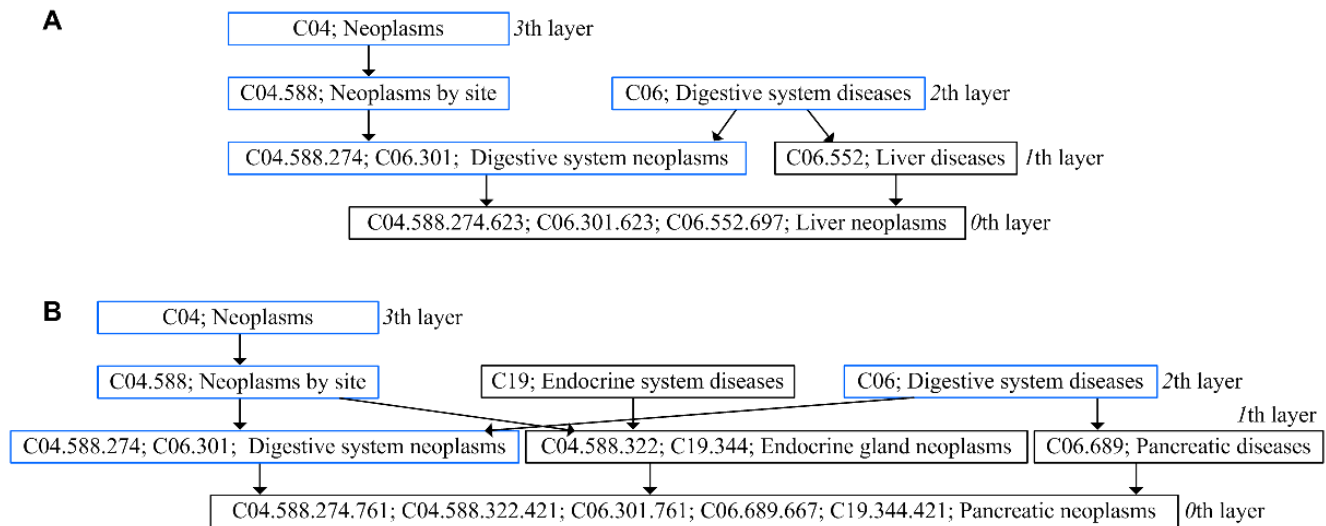 A
C04; Neoplasms 3th layer
C04.588; Neoplasms by site C06; Digestive system diseases 2th layer
C04.588.274; C06.301; Digestive system neoplasms C06.552; Liver diseases 1th layer
C04.588.274.623; C06.301.623; C06.552.697; Liver neoplasms 0th layer
B
C04; Neoplasms 3th layer
C04.588; Neoplasms by site C19; Endocrine system diseases C06; Digestive system diseases 2th layer
1th layer
C04.588.274; C06.301; Digestive system neoplasms C04.588.322; C19.344; Endocrine gland neoplasms C06.689; Pancreatic diseases
C04.588.274.761; C04.588.322.421; C06.301.761; C06.689.667; C19.344.421; Pancreatic neoplasms 0th layer